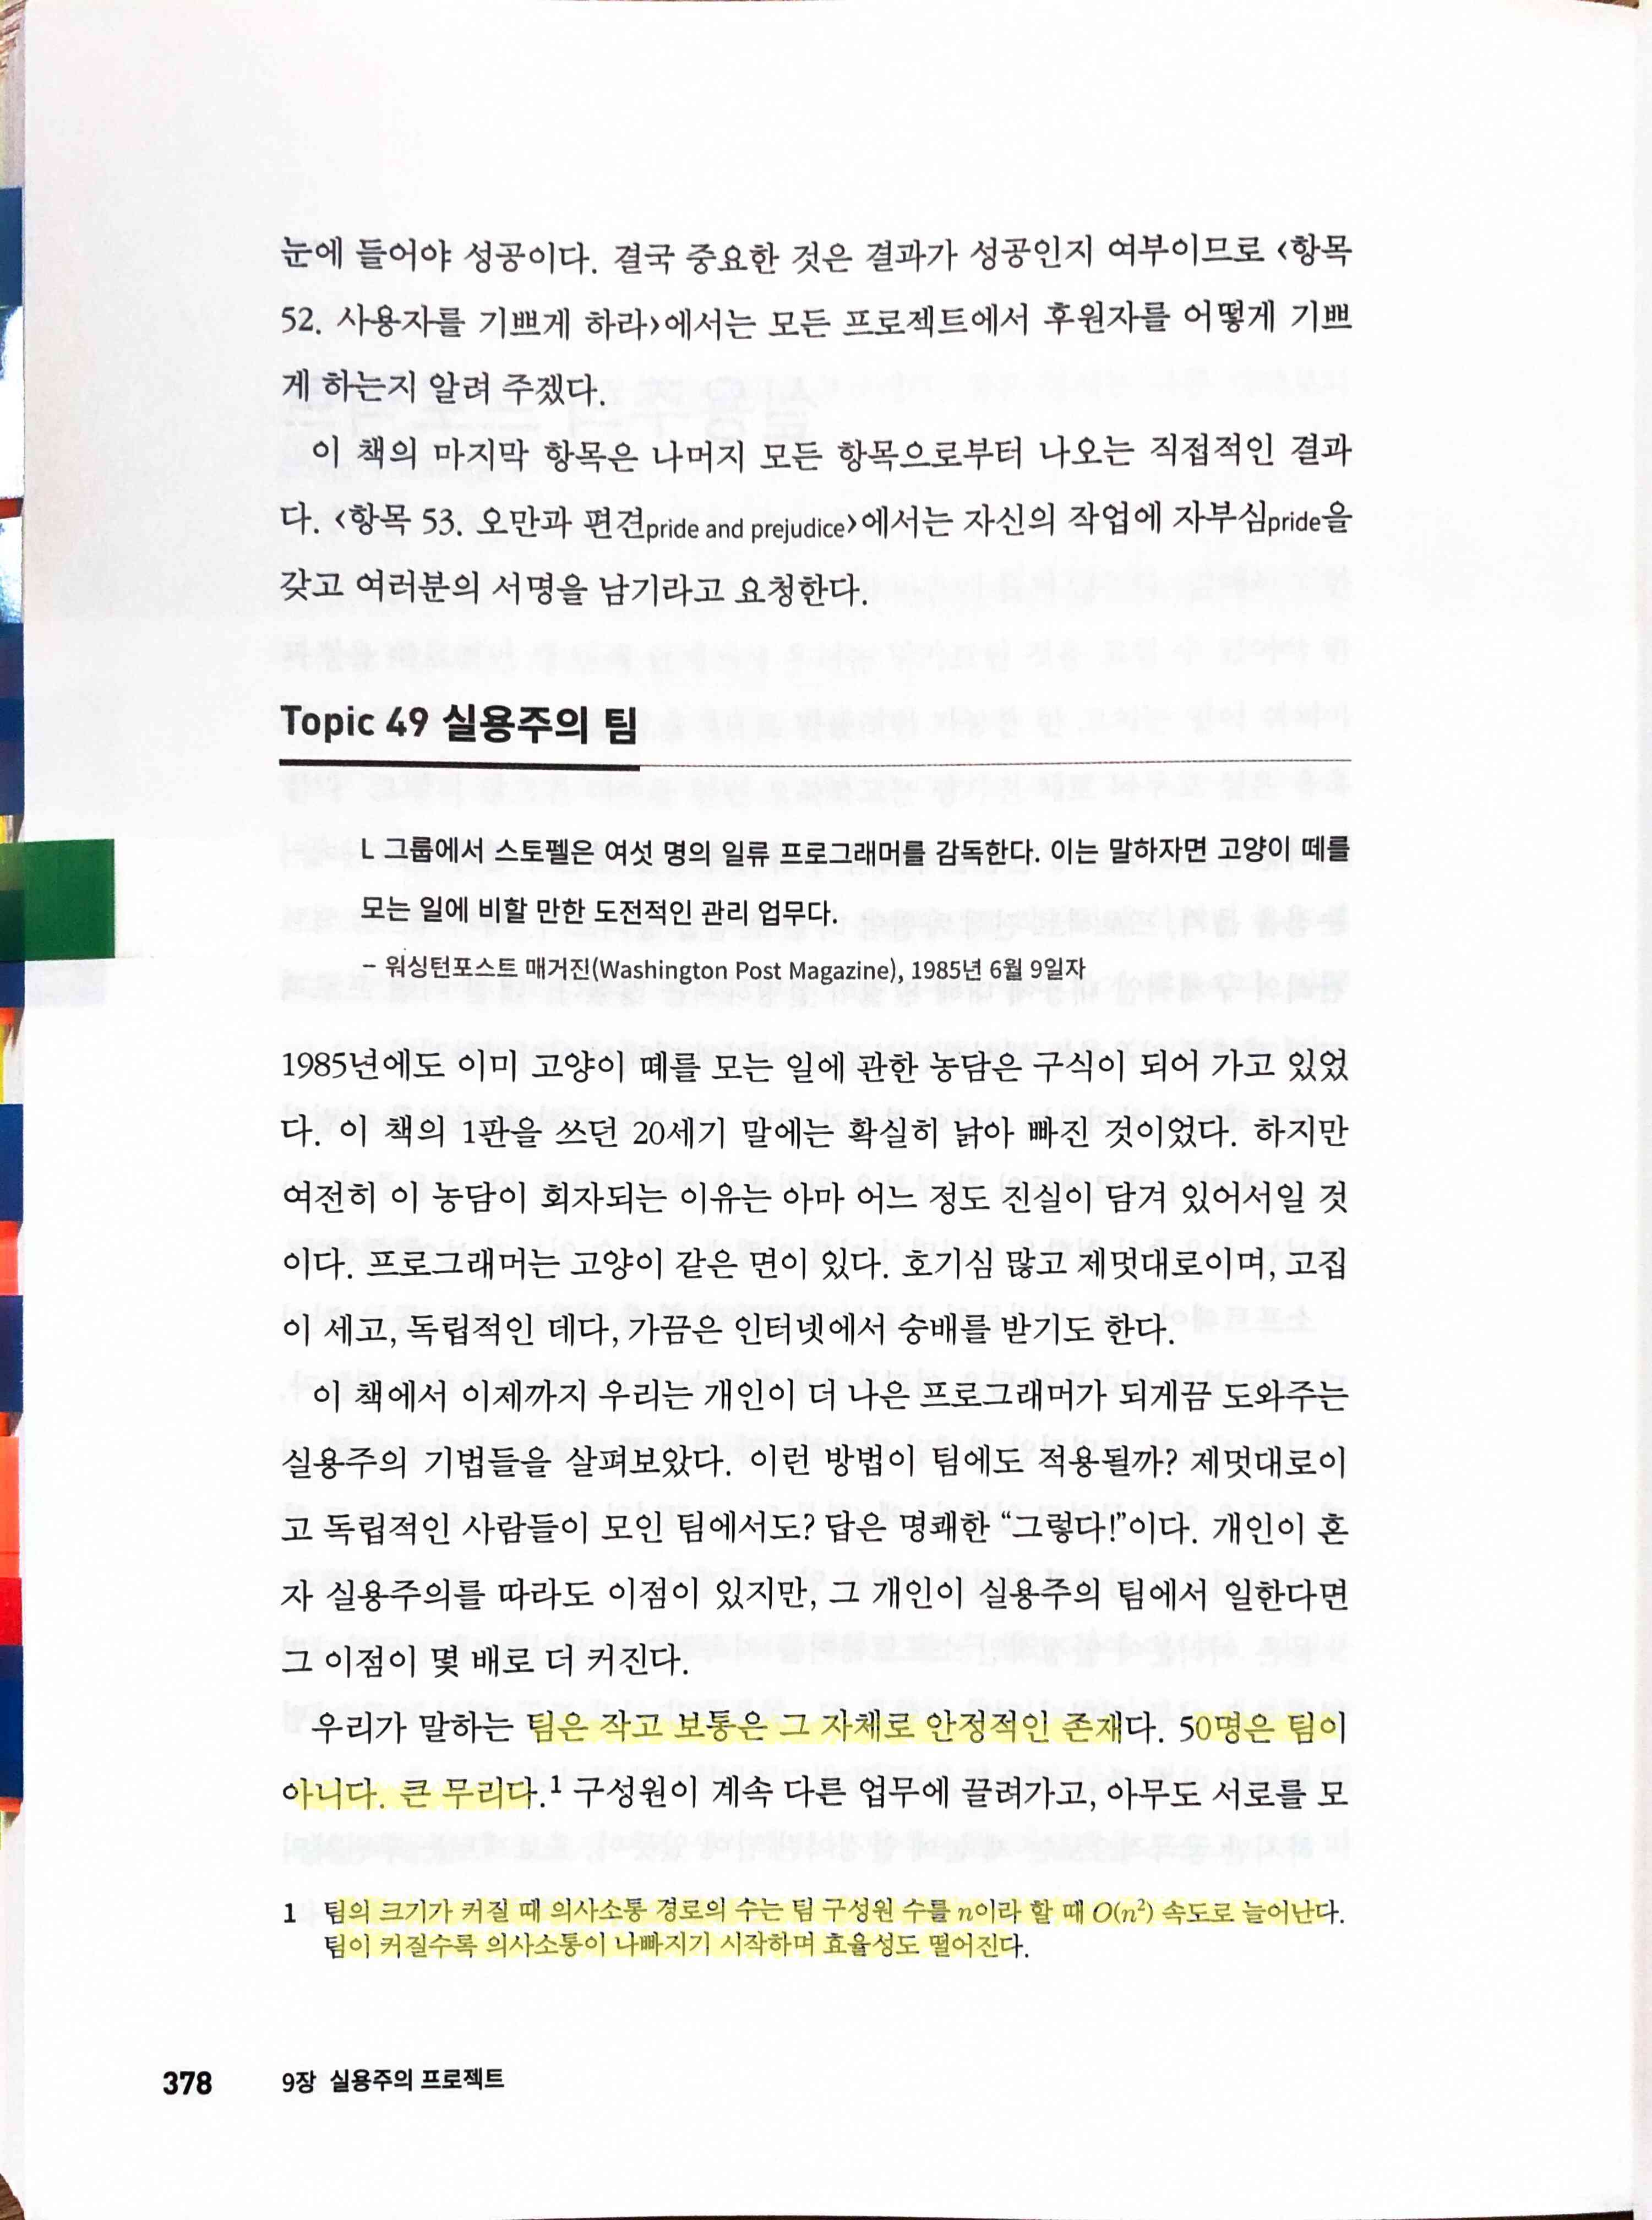 눈에 들어야 성공이다. 결국 중요한 것은 결과가 성공인지 여부이므로 <항목
52. 사용자를 기쁘게 하라>에서는 모든 프로젝트에서 후원자를 어떻게 기쁘
게 하는지 알려 주겠다.
이 책의 마지막 항목은 나머지 모든 항목으로부터 나오는 직접적인 결과
다. <항목 53. 오만과 편견pride and prejudice>에서는 자신의 작업에 자부심pride을
갖고 여러분의 서명을 남기라고 요청한다.
Topic 49 실용주의 팀
L 그룹에서 스토펠은 여섯 명의 일류 프로그래머를 감독한다. 이는 말하자면 고양이 떼를
모는 일에 비할 만한 도전적인 관리 업무다.
– 워싱턴포스트 매거진(Washington Post Magazine), 1985년 6월 9일자
1985년에도 이미 고양이 떼를 모는 일에 관한 농담은 구식이 되어 가고 있었
다. 이 책의 1판을 쓰던 20세기 말에는 확실히 낡아 빠진 것이었다. 하지만
여전히 이 농담이 회자되는 이유는 아마 어느 정도 진실이 담겨 있어서일 것
이다. 프로그래머는 고양이 같은 면이 있다. 호기심 많고 제멋대로이며, 고집
이 세고, 독립적인 데다, 가끔은 인터넷에서 숭배를 받기도 한다.
이 책에서 이제까지 우리는 개인이 더 나은 프로그래머가 되게끔 도와주는
실용주의 기법들을 살펴보았다. 이런 방법이 팀에도 적용될까? 제멋대로이
고 독립적인 사람들이 모인 팀에서도? 답은 명쾌한 “그렇다!”이다. 개인이 혼
자 실용주의를 따라도 이점이 있지만, 그 개인이 실용주의 팀에서 일한다면
그 이점이 몇 배로 더 커진다.
우리가 말하는 팀은 작고 보통은 그 자체로 안정적인 존재다. 50명은 팀이
아니다. 큰 무리다.¹ 구성원이 계속 다른 업무에 끌려가고, 아무도 서로를 모
1 팀의 크기가 커질 때 의사소통 경로의 수는 팀 구성원 수를 n이라 할 때 O(n²) 속도로 늘어난다.
팀이 커질수록 의사소통이 나빠지기 시작하며 효율성도 떨어진다.
378 9장 실용주의 프로젝트